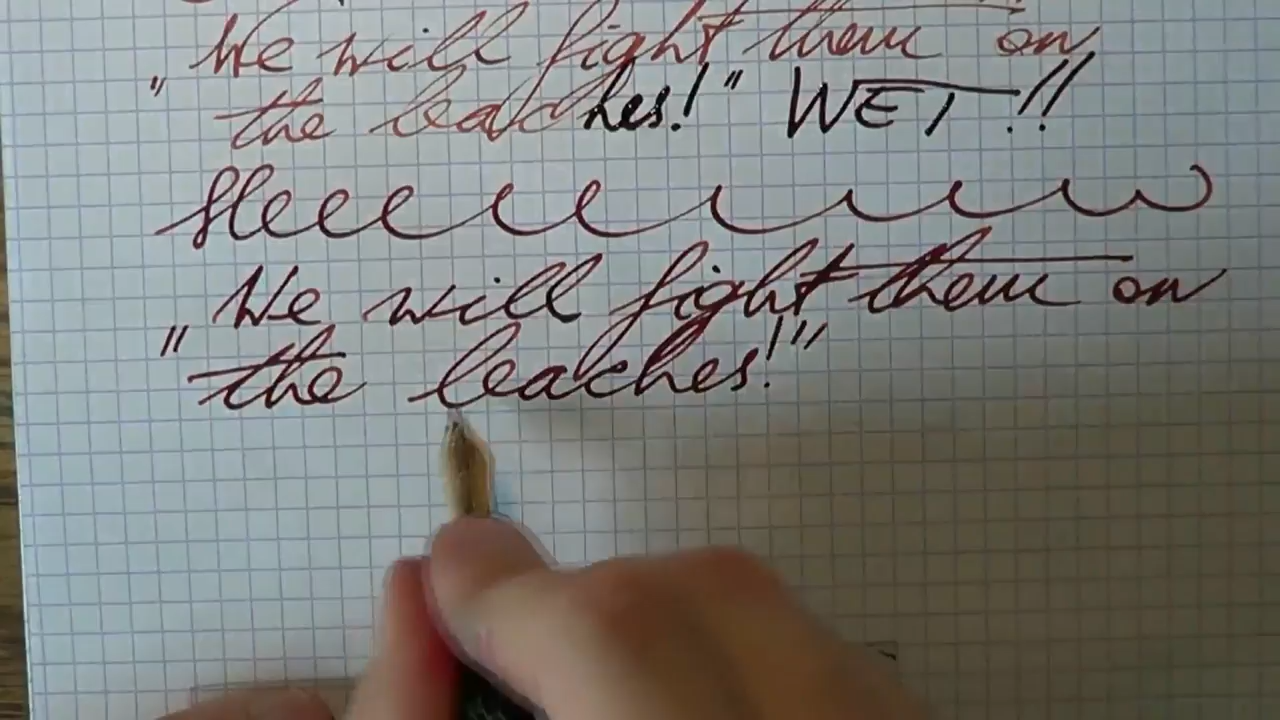 „We will fight them on
the beaches!" WET!!
„We will fight them on
the beaches!"